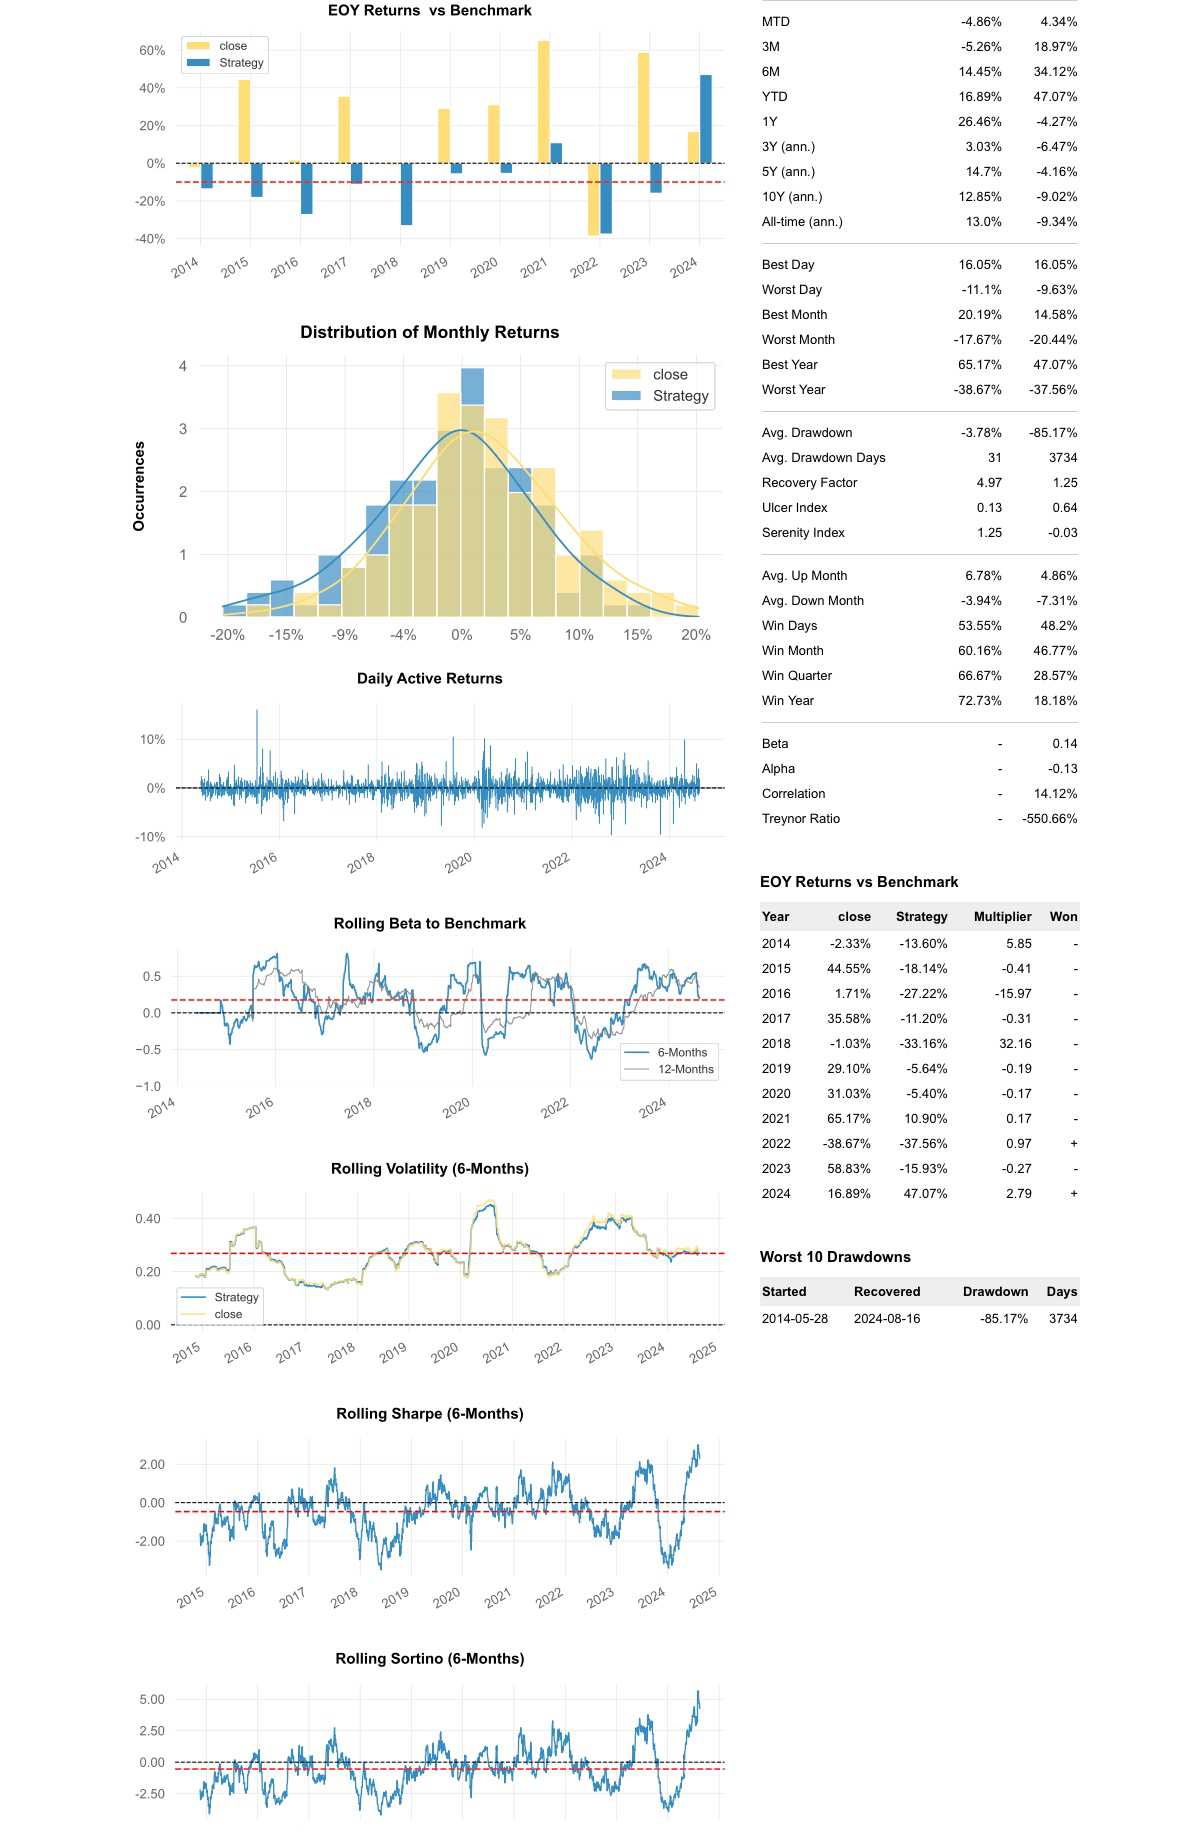 EOY Returns  vs Benchmark
close
Strategy
60%
40%
20%
0%
-20%
-40%
2014
2015
2016
2017
2018
2019
2020
2021
2022
2023
2024
Distribution of Monthly Returns
close
Strategy
Occurrences
4
3
2
1
0
-20%
-15%
-9%
-4%
0%
5%
10%
15%
20%
Daily Active Returns
10%
0%
-10%
2014
2016
2018
2020
2022
2024
Rolling Beta to Benchmark
0.5
0.0
−0.5
−1.0
6-Months
12-Months
2014
2016
2018
2020
2022
2024
Rolling Volatility (6-Months)
0.40
0.20
0.00
Strategy
close
2015
2016
2017
2018
2019
2020
2021
2022
2023
2024
2025
Rolling Sharpe (6-Months)
2.00
0.00
-2.00
2015
2016
2017
2018
2019
2020
2021
2022
2023
2024
2025
Rolling Sortino (6-Months)
5.00
2.50
0.00
-2.50
MTD -4.86% 4.34%
3M -5.26% 18.97%
6M 14.45% 34.12%
YTD 16.89% 47.07%
1Y 26.46% -4.27%
3Y (ann.) 3.03% -6.47%
5Y (ann.) 14.7% -4.16%
10Y (ann.) 12.85% -9.02%
All-time (ann.) 13.0% -9.34%
Best Day 16.05% 16.05%
Worst Day -11.1% -9.63%
Best Month 20.19% 14.58%
Worst Month -17.67% -20.44%
Best Year 65.17% 47.07%
Worst Year -38.67% -37.56%
Avg. Drawdown -3.78% -85.17%
Avg. Drawdown Days 31 3734
Recovery Factor 4.97 1.25
Ulcer Index 0.13 0.64
Serenity Index 1.25 -0.03
Avg. Up Month 6.78% 4.86%
Avg. Down Month -3.94% -7.31%
Win Days 53.55% 48.2%
Win Month 60.16% 46.77%
Win Quarter 66.67% 28.57%
Win Year 72.73% 18.18%
Beta - 0.14
Alpha - -0.13
Correlation - 14.12%
Treynor Ratio - -550.66%
EOY Returns vs Benchmark
Year close Strategy Multiplier Won
2014 -2.33% -13.60% 5.85 -
2015 44.55% -18.14% -0.41 -
2016 1.71% -27.22% -15.97 -
2017 35.58% -11.20% -0.31 -
2018 -1.03% -33.16% 32.16 -
2019 29.10% -5.64% -0.19 -
2020 31.03% -5.40% -0.17 -
2021 65.17% 10.90% 0.17 -
2022 -38.67% -37.56% 0.97 +
2023 58.83% -15.93% -0.27 -
2024 16.89% 47.07% 2.79 +
Worst 10 Drawdowns
Started Recovered Drawdown Days
2014-05-28 2024-08-16 -85.17% 3734